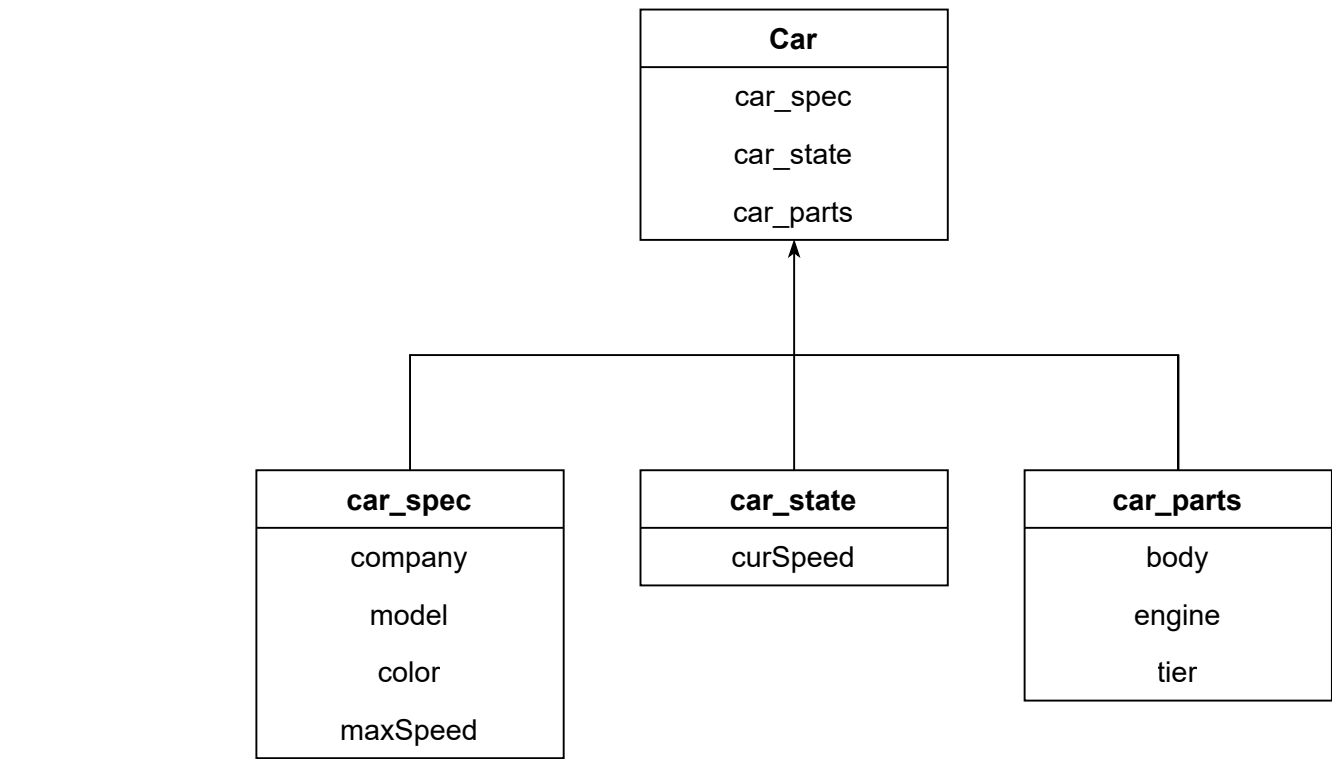 Car
car_spec
car_state
car_parts
car_spec
company
model
color
maxSpeed
car_state
curSpeed
car_parts
body
engine
tier